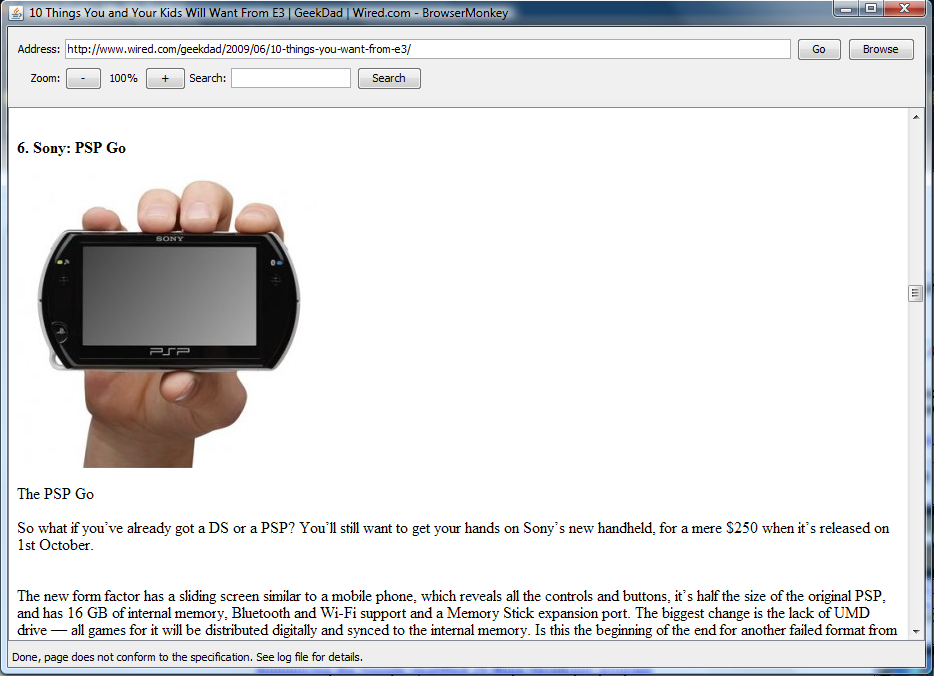 10 Things You and Your Kids Will Want From E3 | GeekDad | Wired.com - BrowserMonkey
Address: http://www.wired.com/geekdad/2009/06/10-things-you-want-from-e3/ Go Browse
Zoom: - 100% + Search: Search
6. Sony: PSP Go
SONY
PSP
The PSP Go
So what if you’ve already got a DS or a PSP? You’ll still want to get your hands on Sony’s new handheld, for a mere $250 when it’s released on
1st October.
The new form factor has a sliding screen similar to a mobile phone, which reveals all the controls and buttons, it’s half the size of the original PSP,
and has 16 GB of internal memory, Bluetooth and Wi-Fi support and a Memory Stick expansion port. The biggest change is the lack of UMD
drive — all games for it will be distributed digitally and synced to the internal memory. Is this the beginning of the end for another failed format from
Done, page does not conform to the specification. See log file for details.